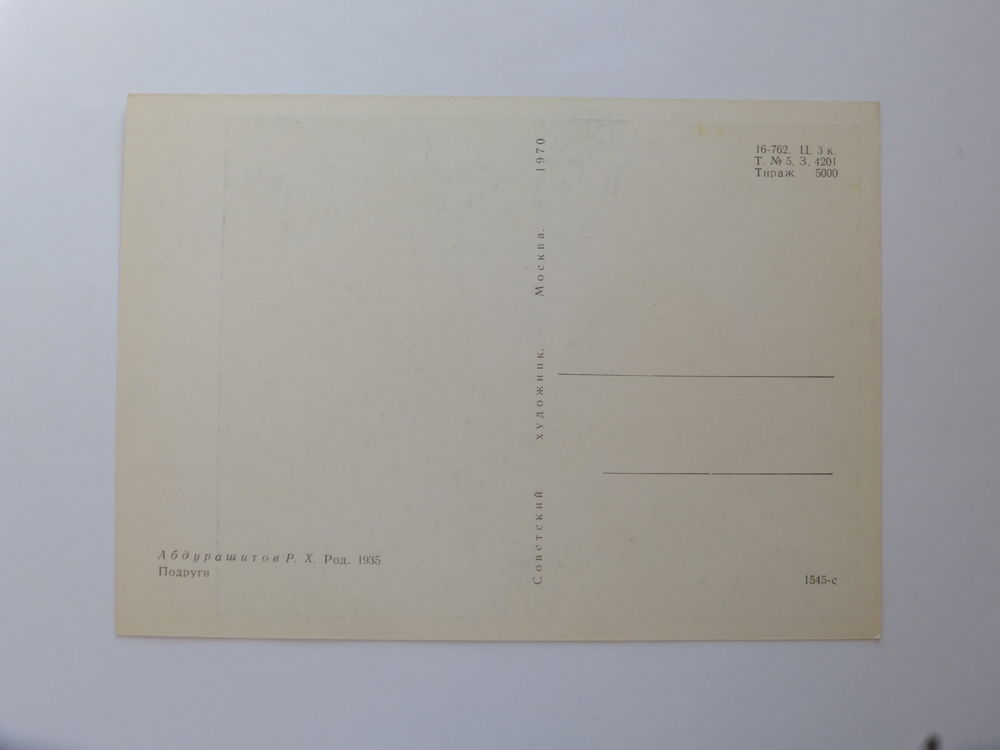 16-762. Ц. 3 к.
Т. № 5. З. 4201
Тираж 5000
Советский художник. Москва. 1970
Абдурашитов Р. Х. Род. 1935.
Подруги
1545-с